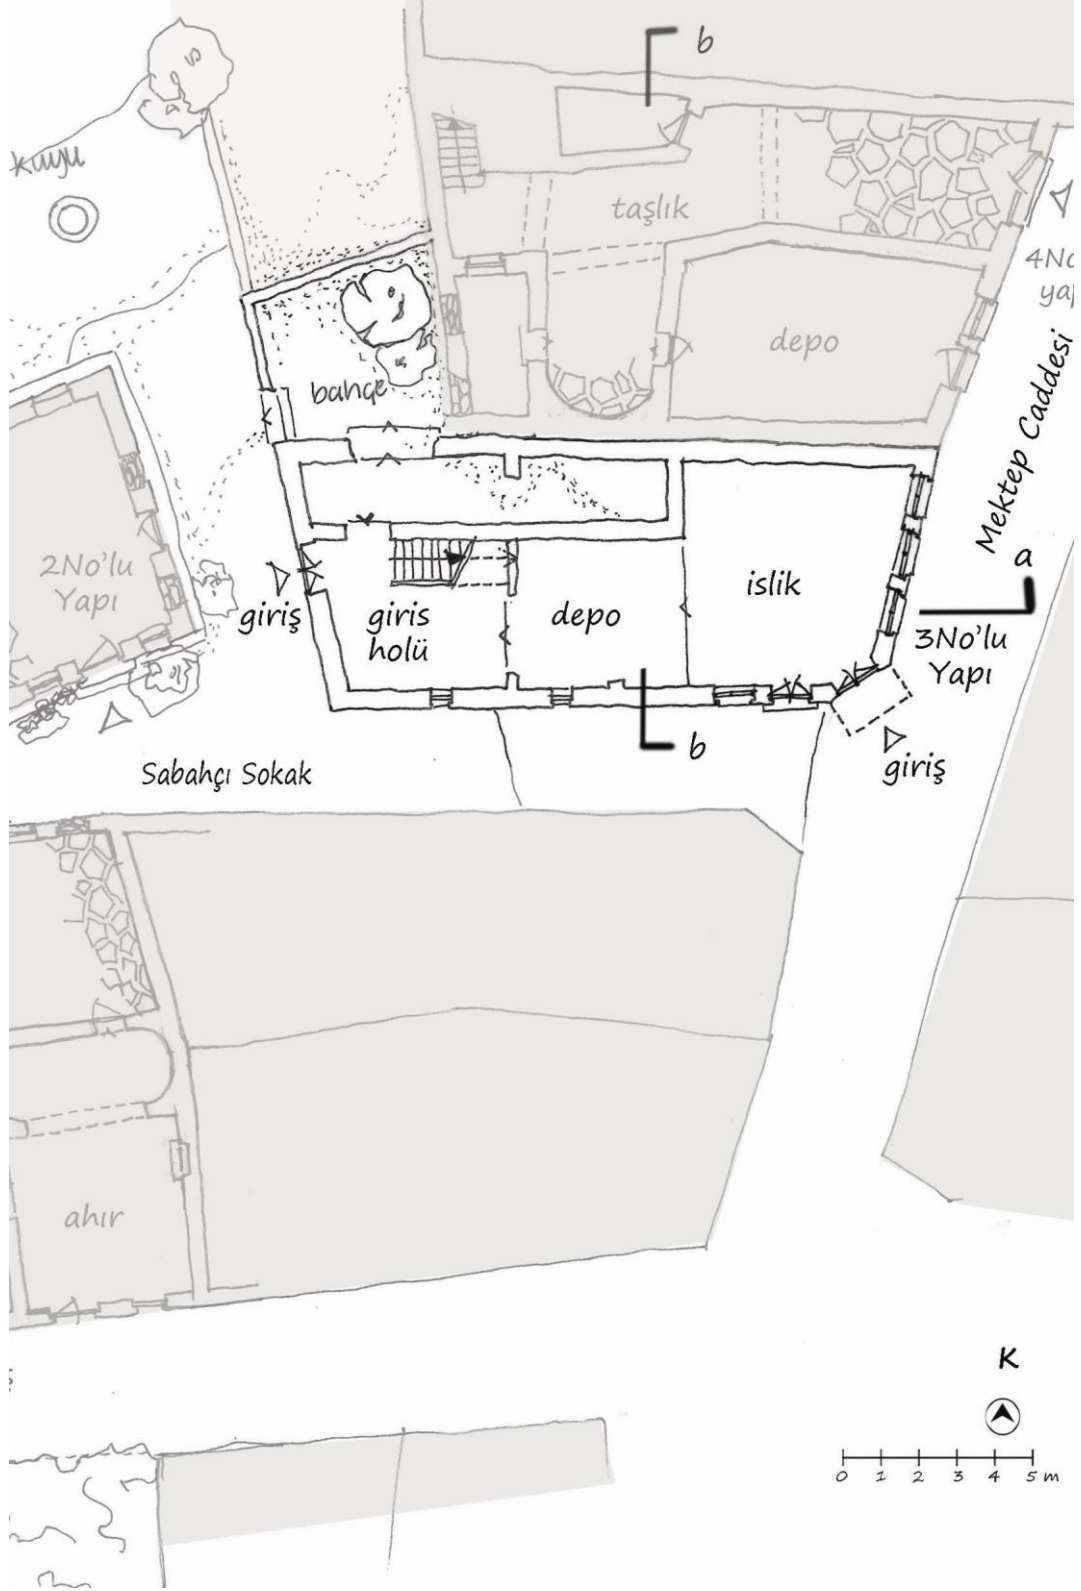 b
kuyu
taşlık
4No
yap
depo
Mektep Caddesi
bahçe
2No'lu
Yapı
giriş
giris
holü
depo
islik
a
3No'lu
Yapı
b
giriş
Sabahçı Sokak
ahır
K
0 1 2 3 4 5 m